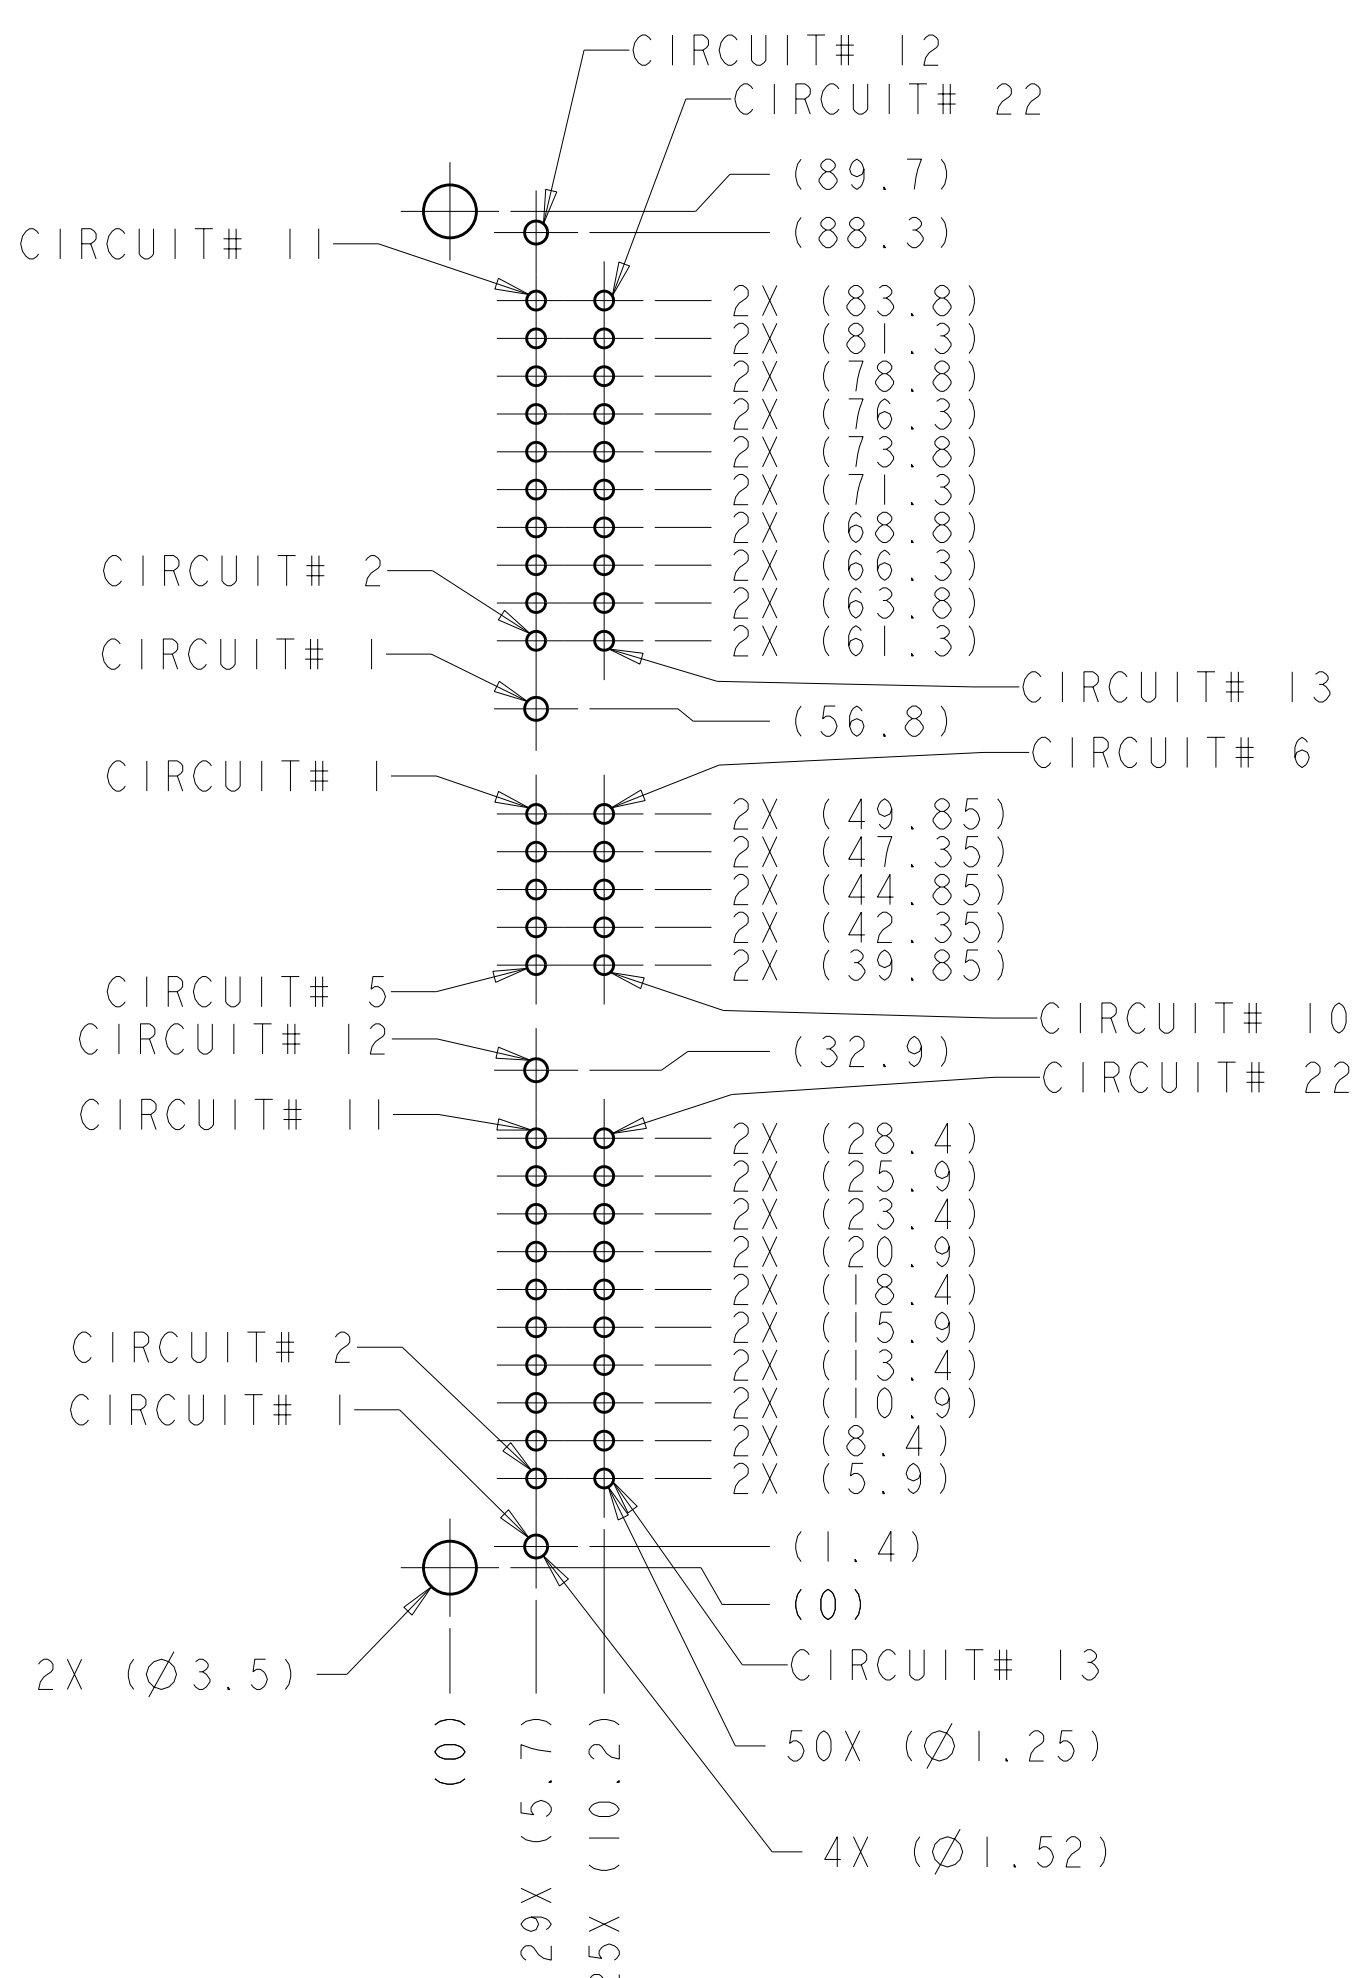 CIRCUIT# 12
CIRCUIT# 22
(89.7)
(88.3)
CIRCUIT# 11
2X (83.8)
2X (81.3)
2X (78.8)
2X (76.3)
2X (73.8)
2X (71.3)
2X (68.8)
2X (66.3)
CIRCUIT# 2
2X (63.8)
2X (61.3)
CIRCUIT# 1
CIRCUIT# 13
(56.8)
CIRCUIT# 6
CIRCUIT# 1
2X (49.85)
2X (47.35)
2X (44.85)
2X (42.35)
2X (39.85)
CIRCUIT# 5
CIRCUIT# 10
CIRCUIT# 12
(32.9)
CIRCUIT# 22
CIRCUIT# 11
2X (28.4)
2X (25.9)
2X (23.4)
2X (20.9)
2X (18.4)
2X (15.9)
CIRCUIT# 2
2X (13.4)
2X (10.9)
CIRCUIT# 1
2X (8.4)
2X (5.9)
(1.4)
(0)
CIRCUIT# 13
2X (Ø3.5)
50X (Ø1.25)
4X (Ø1.52)
(0)
29X (5.7)
25X (10.2)